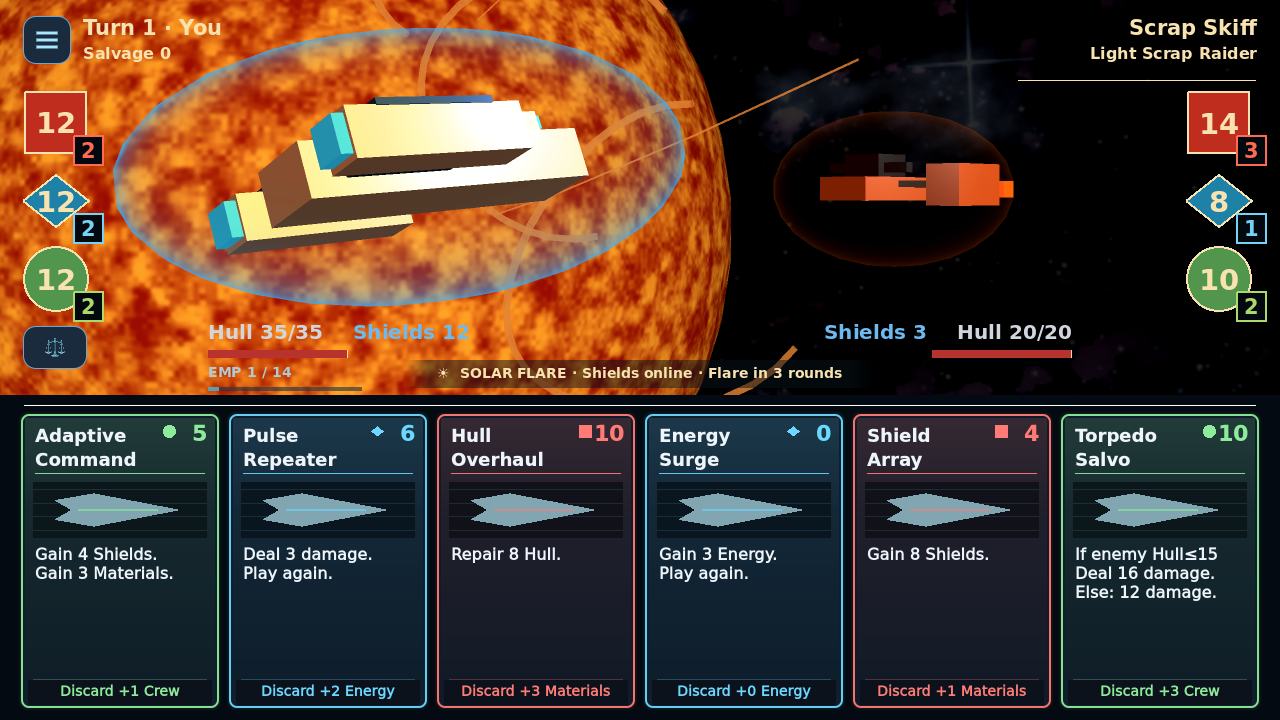 Turn 1 · You
Salvage 0
Scrap Skiff
Light Scrap Raider
12
2
12
2
12
2
14
3
8
1
10
2
Hull 35/35 Shields 12
EMP 1 / 14
Shields 3 Hull 20/20
☀ SOLAR FLARE · Shields online · Flare in 3 rounds
Adaptive Command 5
Gain 4 Shields.
Gain 3 Materials.
Discard +1 Crew
Pulse Repeater 6
Deal 3 damage.
Play again.
Discard +2 Energy
Hull Overhaul 10
Repair 8 Hull.
Discard +3 Materials
Energy Surge 0
Gain 3 Energy.
Play again.
Discard +0 Energy
Shield Array 4
Gain 8 Shields.
Discard +1 Materials
Torpedo Salvo 10
If enemy Hull≤15
Deal 16 damage.
Else: 12 damage.
Discard +3 Crew